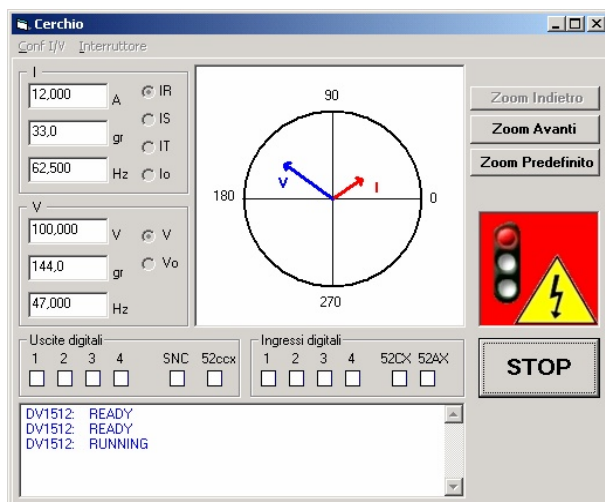 Cerchio
Conf I/V Interruttore
I
12,000 A
33,0 gr
62,500 Hz
IR
IS
IT
Io
V
100,000 V
144,0 gr
47,000 Hz
V
Vo
90
180
0
270
V
I
Zoom Indietro
Zoom Avanti
Zoom Predefinito
STOP
Uscite digitali
1 2 3 4 SNC 52ccx
Ingressi digitali
1 2 3 4 52CX 52AX
DV1512: READY
DV1512: READY
DV1512: RUNNING